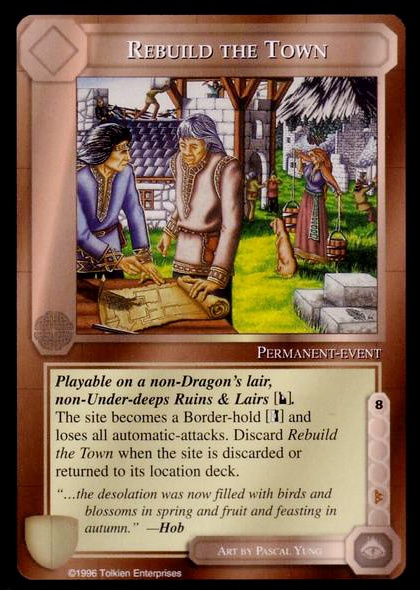 REBUILD THE TOWN
PERMANENT-EVENT
Playable on a non-Dragon's lair,
non-Under-deeps Ruins & Lairs [].
The site becomes a Border-hold [] and
loses all automatic-attacks. Discard Rebuild
the Town when the site is discarded or
returned to its location deck.
"...the desolation was now filled with birds and
blossoms in spring and fruit and feasting in
autumn." —Hob
8
ART BY PASCAL YUNG
©1996 Tolkien Enterprises